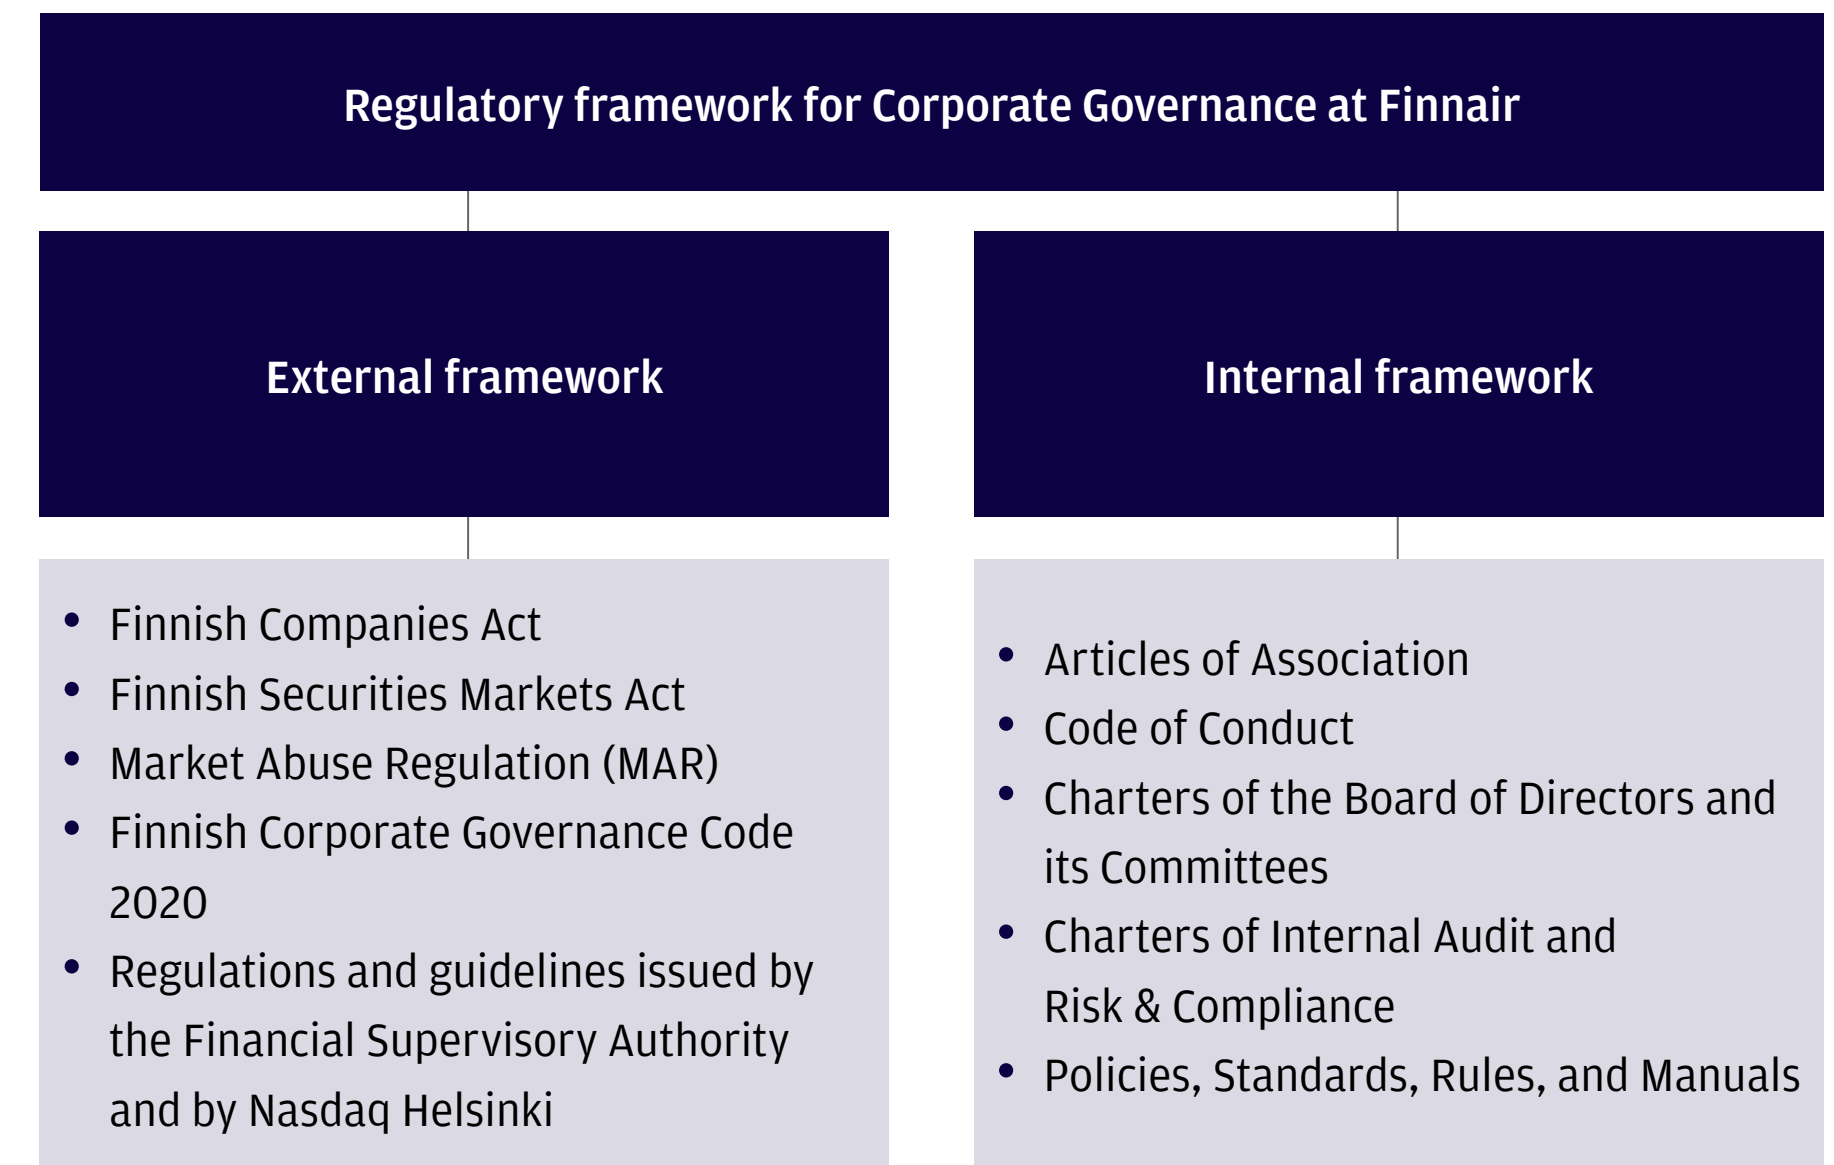 Regulatory framework for Corporate Governance at Finnair
External framework
Internal framework
• Finnish Companies Act
• Finnish Securities Markets Act
• Market Abuse Regulation (MAR)
• Finnish Corporate Governance Code
2020
• Regulations and guidelines issued by
the Financial Supervisory Authority
and by Nasdaq Helsinki
• Articles of Association
• Code of Conduct
• Charters of the Board of Directors and
its Committees
• Charters of Internal Audit and
Risk & Compliance
• Policies, Standards, Rules, and Manuals